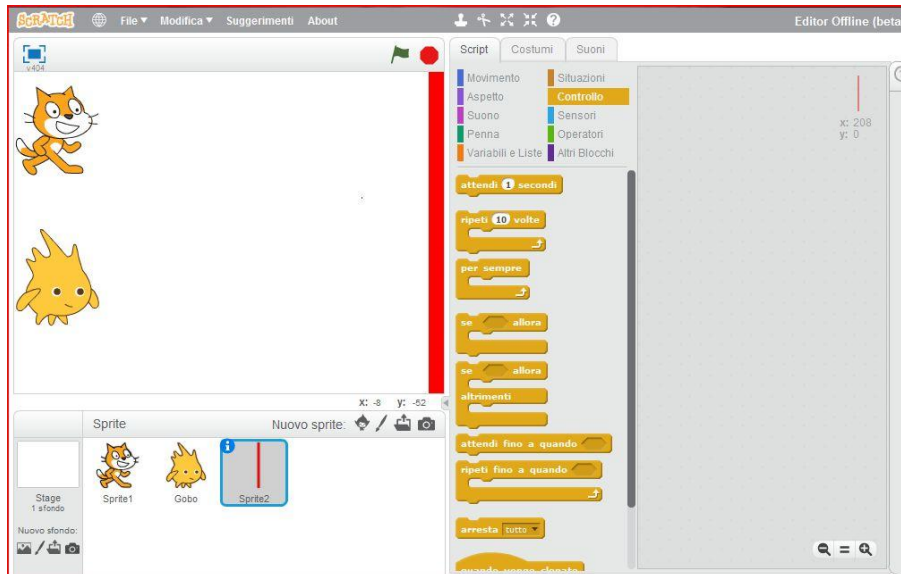 SCRATCH File Modifica Suggerimenti About Editor Offline (beta
v404
Script Costumi Suoni
Movimento Situazioni
Aspetto Controllo
Suono Sensori
Penna Operatori
Variabili e Liste Altri Blocchi
x: 208
y: 0
attendi 1 secondi
ripeti 10 volte
per sempre
se allora
se allora
altrimenti
attendi fino a quando
ripeti fino a quando
arresta tutto
quando vengo clonato
x: -8 y: -52
Sprite Nuovo sprite:
Stage
1 sfondo
Nuovo sfondo:
Sprite1 Gobo Sprite2